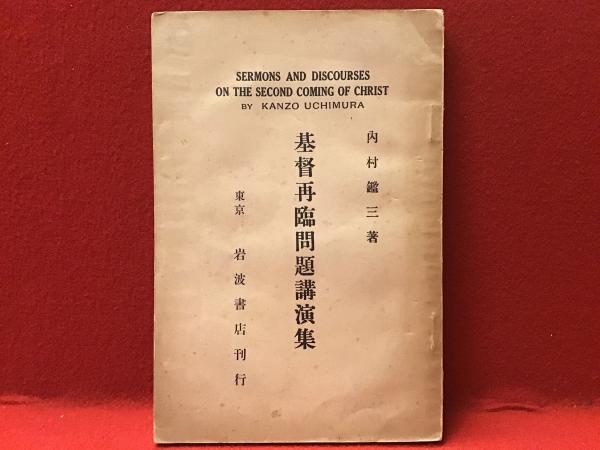 SERMONS AND DISCOURSES
ON THE SECOND COMING OF CHRIST
BY KANZO UCHIMURA
內村鑑三著
基督再臨問題講演集
東京 岩波書店刊行